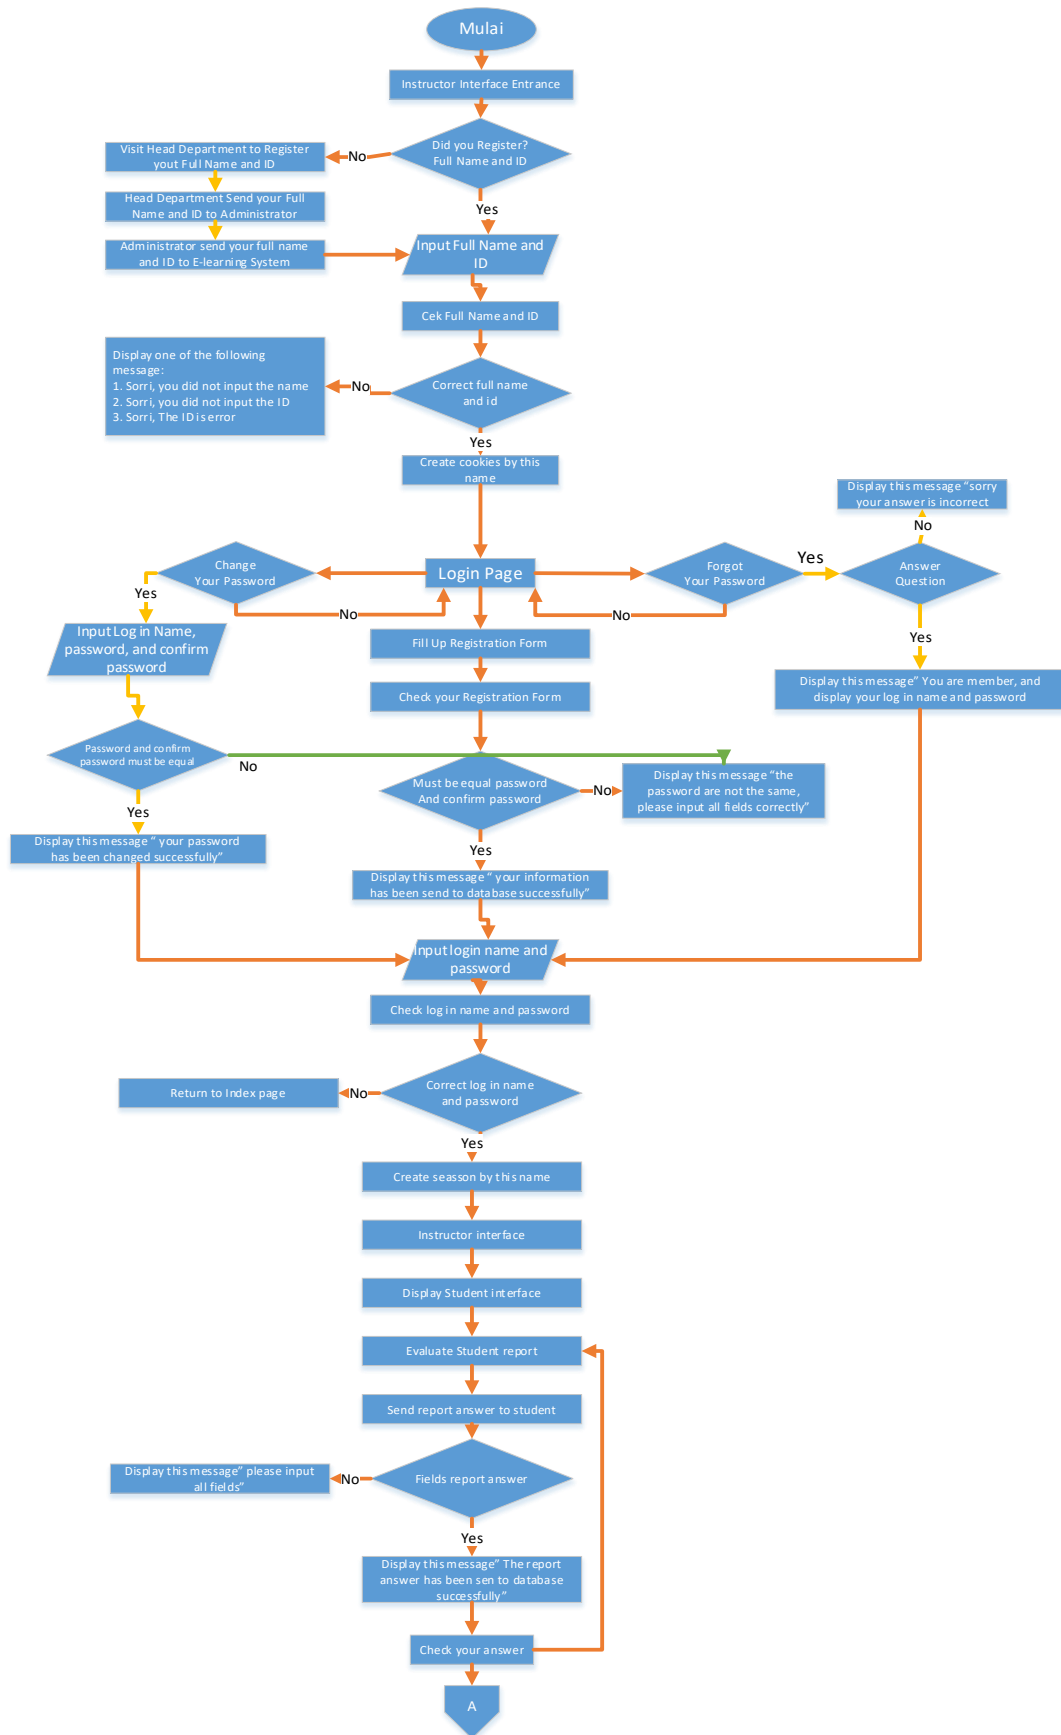 Mulai
Instructor Interface Entrance
Did you Register?
Full Name and ID
No
Visit Head Department to Register
yout Full Name and ID
Head Department Send your Full
Name and ID to Administrator
Administrator send your full name
and ID to E-learning System
Yes
Input Full Name and
ID
Cek Full Name and ID
Correct full name
and id
No
Display one of the following
message:
1. Sorri, you did not input the name
2. Sorri, you did not input the ID
3. Sorri, The ID is error
Yes
Create cookies by this
name
Login Page
Change
Your Password
No
Yes
Input Log in Name,
password, and confirm
password
Password and confirm
password must be equal
No
Yes
Display this message “ your password
has been changed successfully”
Forgot
Your Password
No
Yes
Answer
Question
No
Display this message “sorry
your answer is incorrect
Yes
Display this message” You are member, and
display your log in name and password
Fill Up Registration Form
Check your Registration Form
Must be equal password
And confirm password
No
Display this message “the
password are not the same,
please input all fields correctly”
Yes
Display this message “ your information
has been send to database successfully”
Input login name and
password
Check log in name and password
Correct log in name
and password
No
Return to Index page
Yes
Create seasson by this name
Instructor interface
Display Student interface
Evaluate Student report
Send report answer to student
Fields report answer
No
Display this message” please input
all fields”
Yes
Display this message” The report
answer has been sen to database
successfully”
Check your answer
A